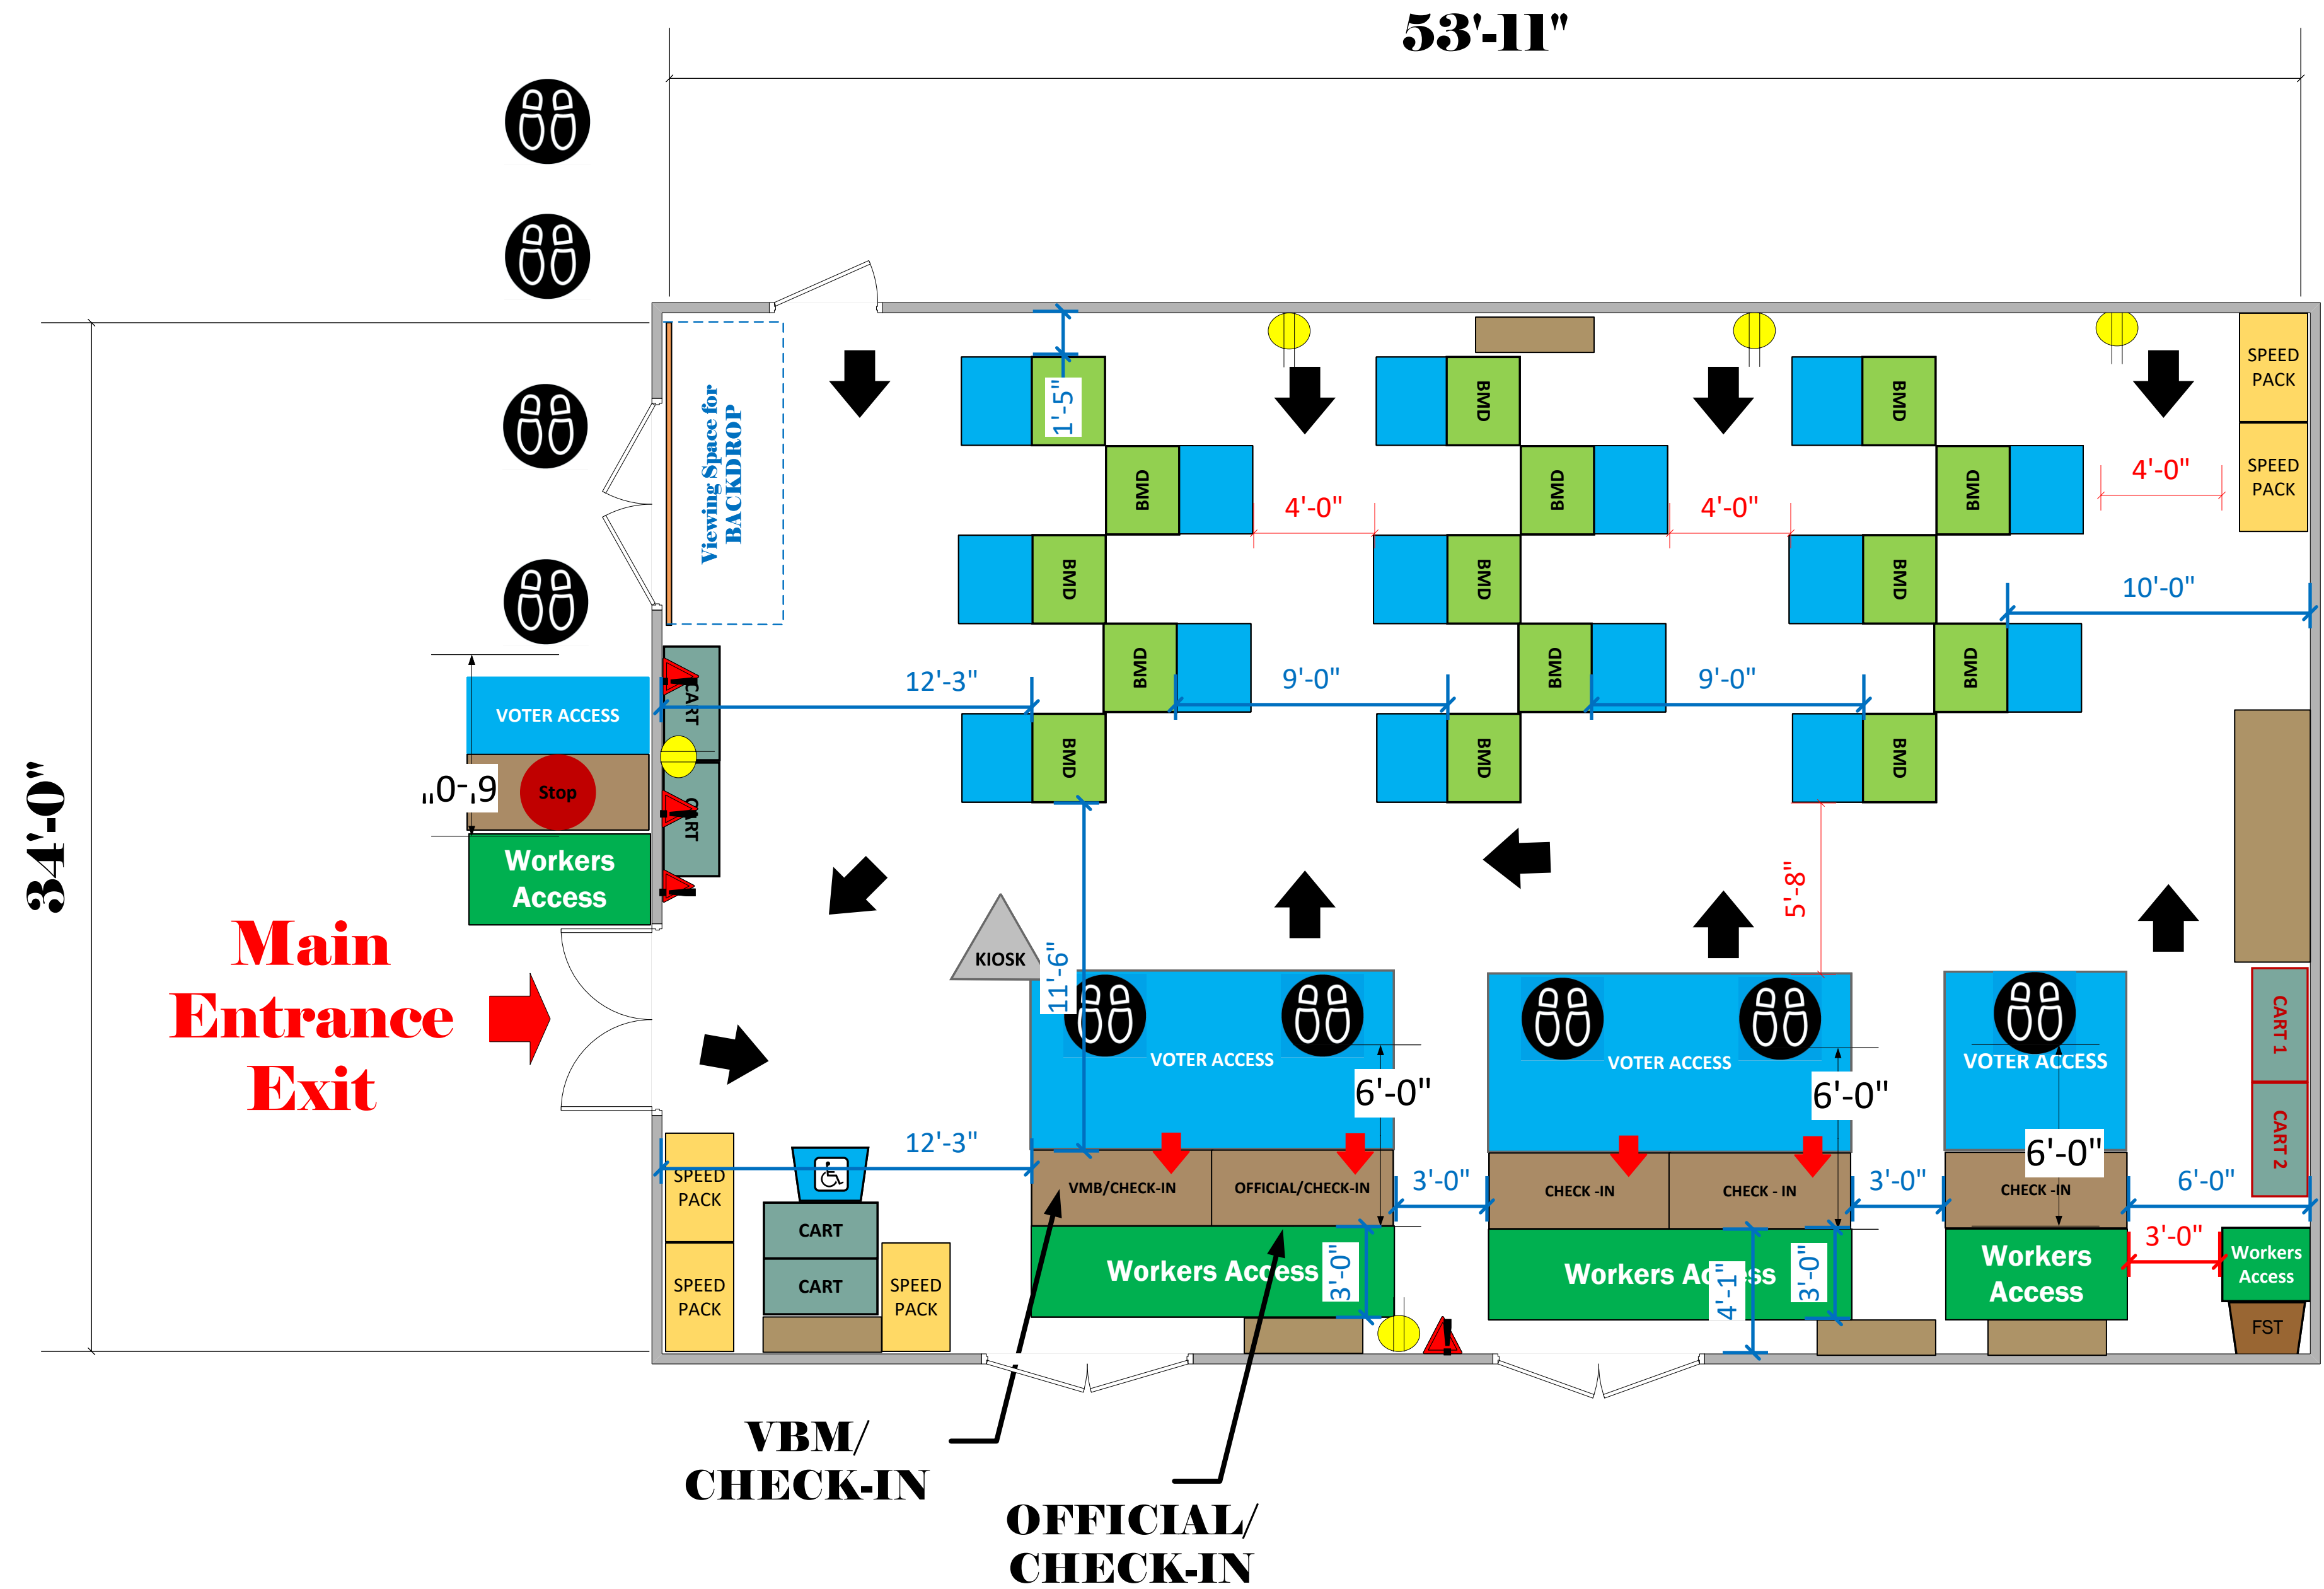 53'-11"
34'-0"
Viewing Space for
BACKDROP
1'-5"
BMD
BMD
SPEED
PACK
BMD
BMD
BMD
SPEED
PACK
4'-0"
4'-0"
4'-0"
BMD
BMD
BMD
10'-0"
BMD
BMD
BMD
12'-3"
9'-0"
9'-0"
CART
VOTER ACCESS
BMD
BMD
BMD
6'-0"
Stop
CART
Workers
Access
5'-8"
Main
Entrance
Exit
KIOSK
11'-6"
VOTER ACCESS
VOTER ACCESS
VOTER ACCESS
CART 1
CART 2
6'-0"
6'-0"
6'-0"
12'-3"
SPEED
PACK
VMB/CHECK-IN
OFFICIAL/CHECK-IN
3'-0"
CHECK -IN
CHECK - IN
3'-0"
CHECK -IN
6'-0"
CART
CART
SPEED
PACK
SPEED
PACK
Workers Access
3'-0"
Workers Access
4'-1"
3'-0"
Workers
Access
3'-0"
Workers
Access
FST
VBM/
CHECK-IN
OFFICIAL/
CHECK-IN